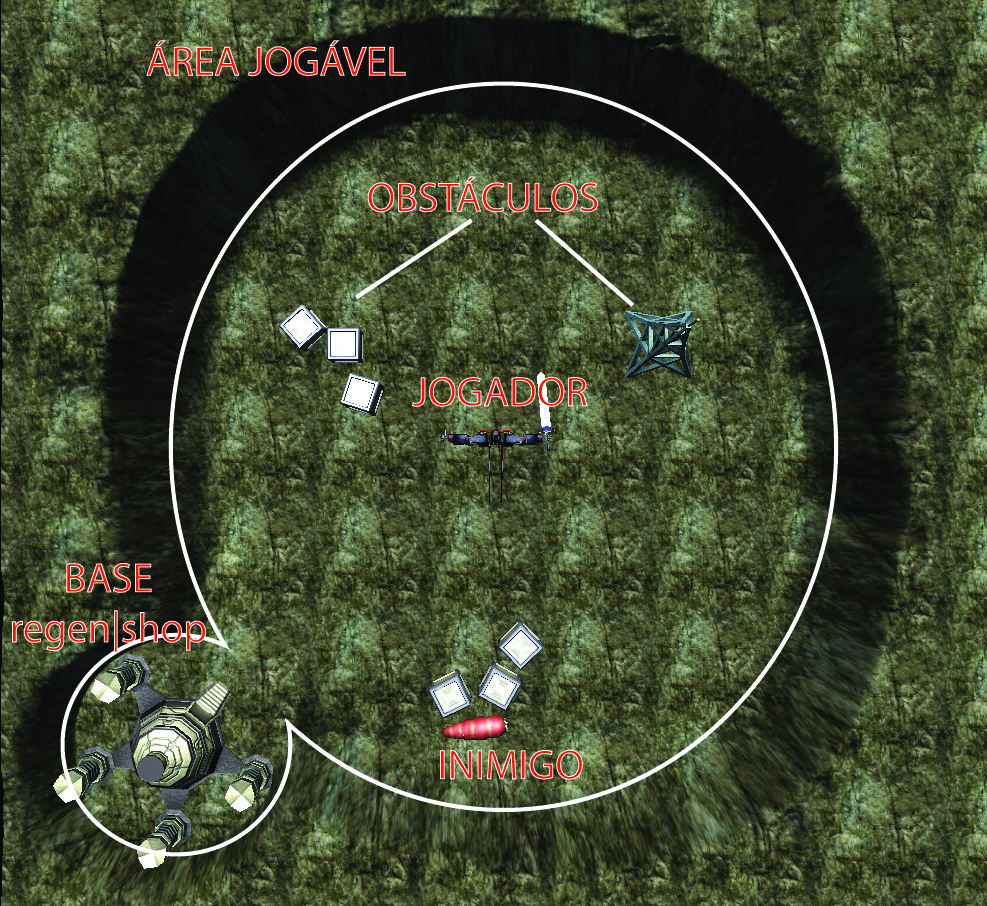 ÁREA JOGÁVEL
OBSTÁCULOS
JOGADOR
BASE
regen|shop
INIMIGO